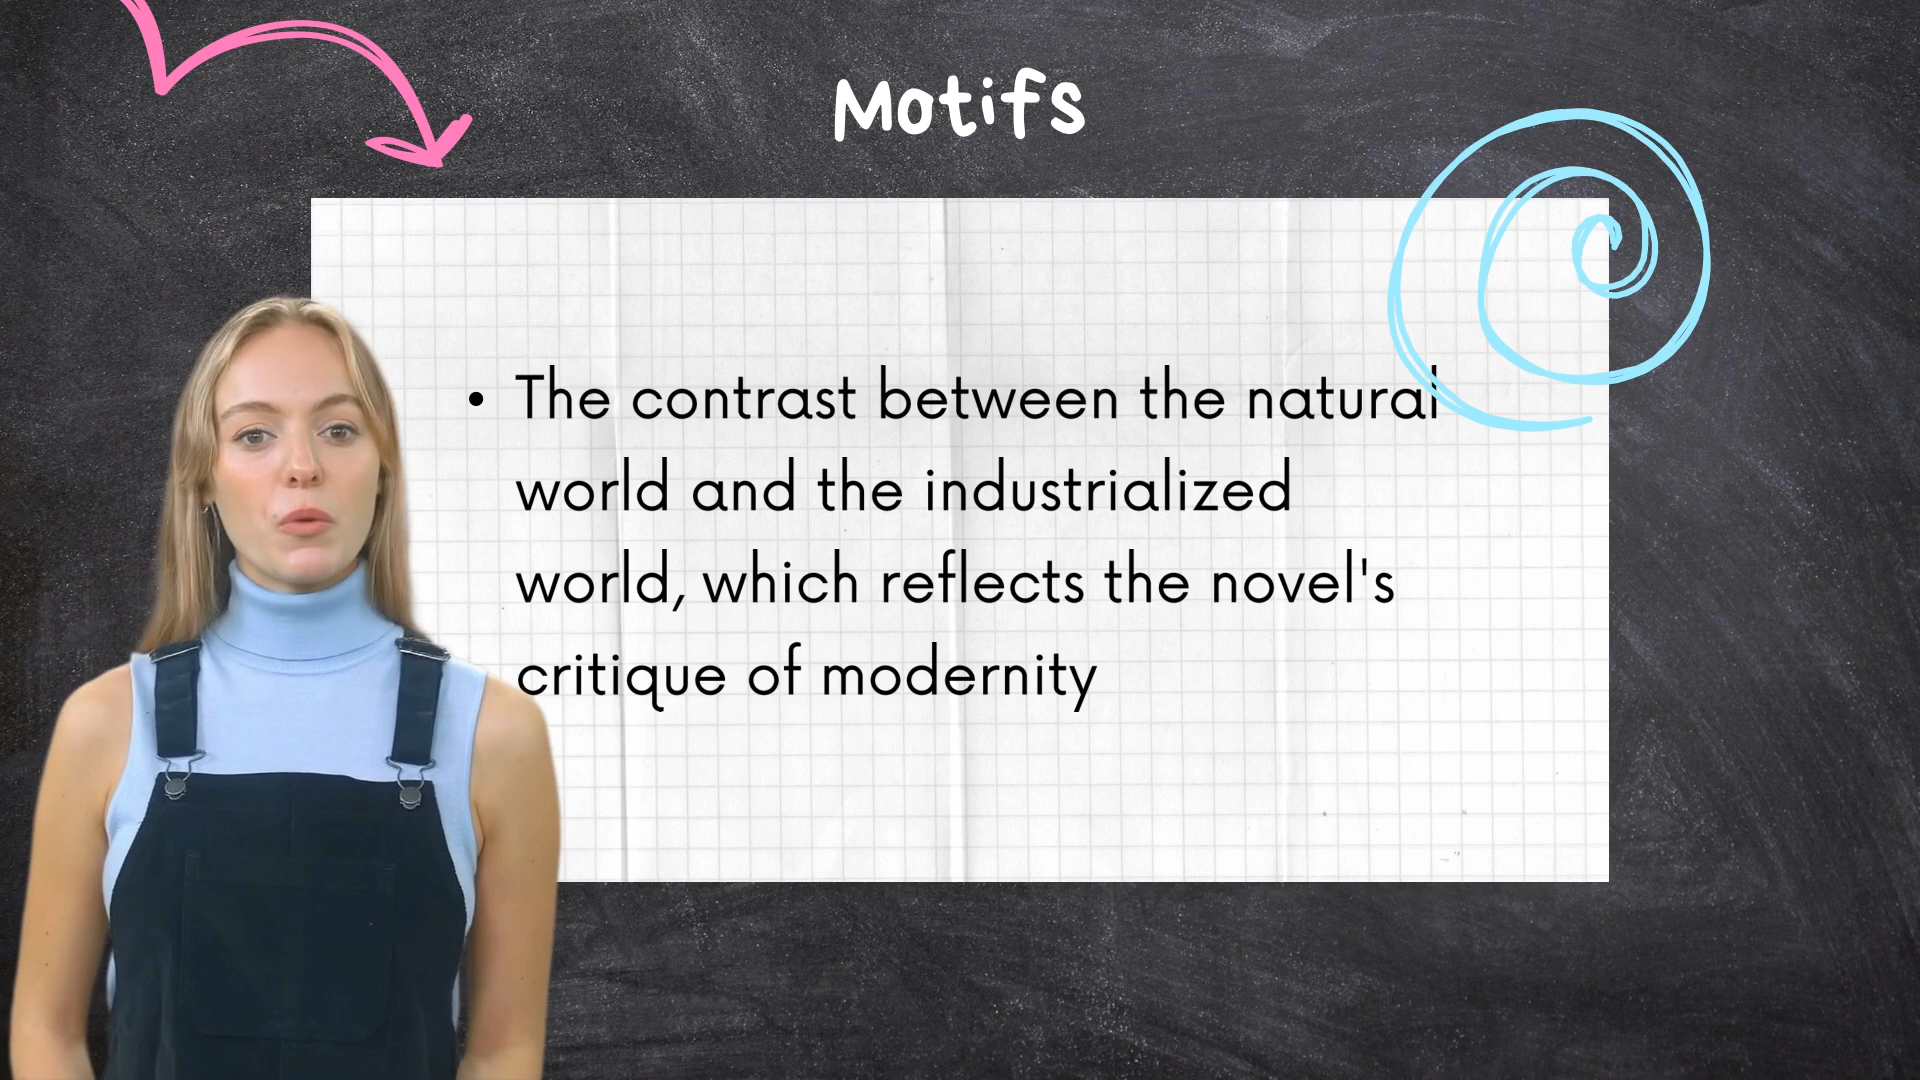 Motifs
• The contrast between the natural
world and the industrialized
world, which reflects the novel's
critique of modernity